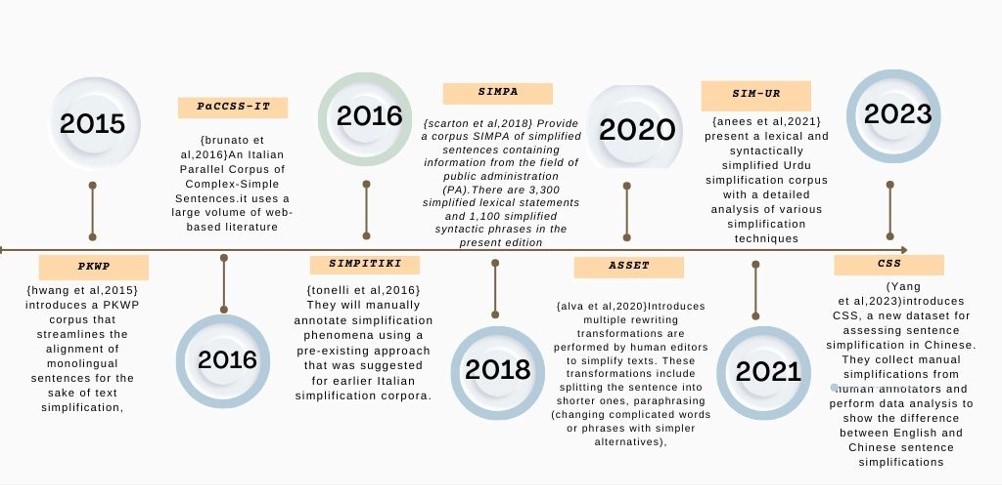 2015
PKWP
{hwang et al,2015}
introduces a PKWP
corpus that
streamlines the
alignment of
monolingual
sentences for the
sake of text
simplification,
PaCCSS-IT
{brunato et
al,2016}An Italian
Parallel Corpus of
Complex-Simple
Sentences.it uses a
large volume of web-
based literature
2016
2016
SIMPITIKI
{tonelli et al,2016}
They will manually
annotate simplification
phenomena using a
pre-existing approach
that was suggested
for earlier Italian
simplification corpora.
SIMPA
{scarton et al,2018} Provide
a corpus SIMPA of simplified
sentences containing
information from the field of
public administration
(PA).There are 3,300
simplified lexical statements
and 1,100 simplified
syntactic phrases in the
present edition
2018
2020
ASSET
{alva et al,2020}Introduces
multiple rewriting
transformations are
performed by human editors
to simplify texts. These
transformations include
splitting the sentence into
shorter ones, paraphrasing
(changing complicated words
or phrases with simpler
alternatives),
SIM-UR
{anees et al,2021}
present a lexical and
syntactically
simplified Urdu
simplification corpus
with a detailed
analysis of various
simplification
techniques
2021
2023
CSS
(Yang
et al,2023)introduces
CSS, a new dataset for
assessing sentence
simplification in Chinese.
They collect manual
simplifications from
human annotators and
perform data analysis to
show the difference
between English and
Chinese sentence
simplifications